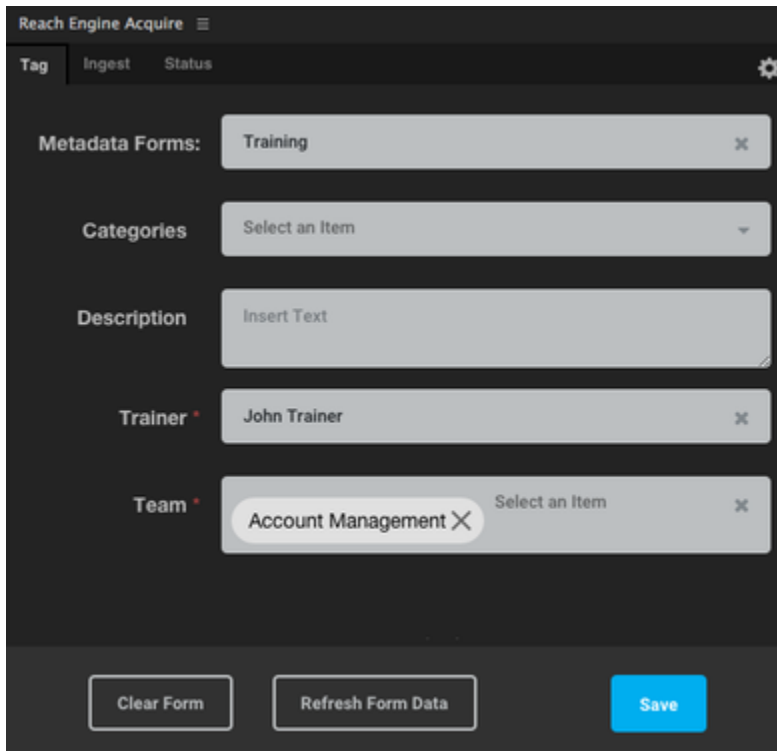 Reach Engine Acquire
Tag Ingest Status
Metadata Forms: Training
Categories Select an Item
Description Insert Text
Trainer * John Trainer
Team * Account Management Select an Item
Clear Form Refresh Form Data Save